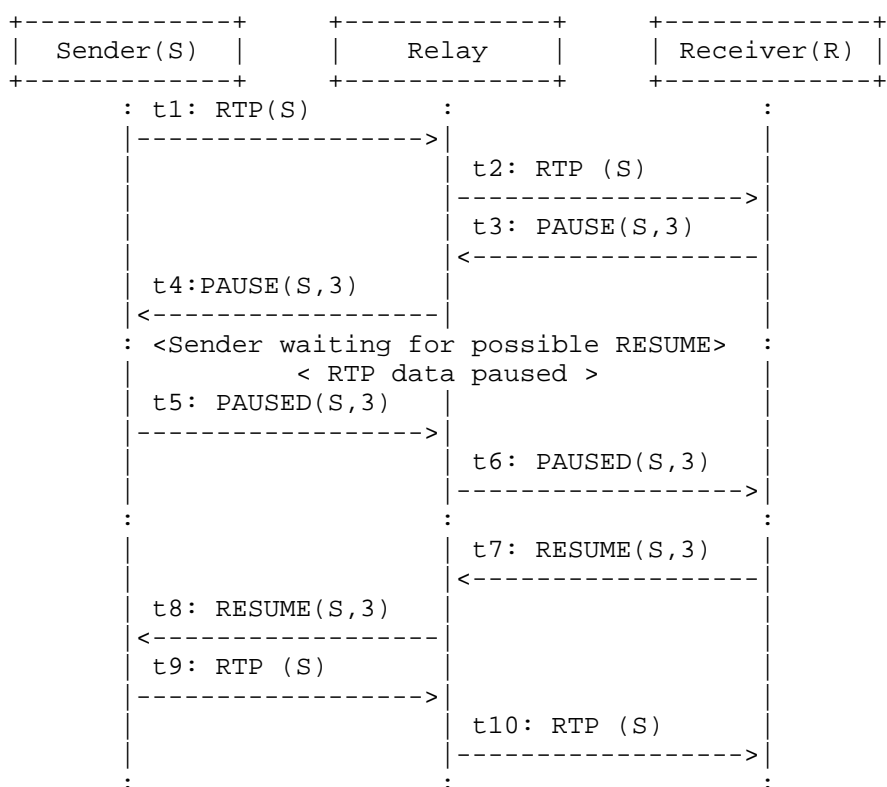 Sender(S) Relay Receiver(R)
t1: RTP(S)
t2: RTP (S)
t3: PAUSE(S,3)
t4:PAUSE(S,3)
<Sender waiting for possible RESUME>
< RTP data paused >
t5: PAUSED(S,3)
t6: PAUSED(S,3)
t7: RESUME(S,3)
t8: RESUME(S,3)
t9: RTP (S)
t10: RTP (S)